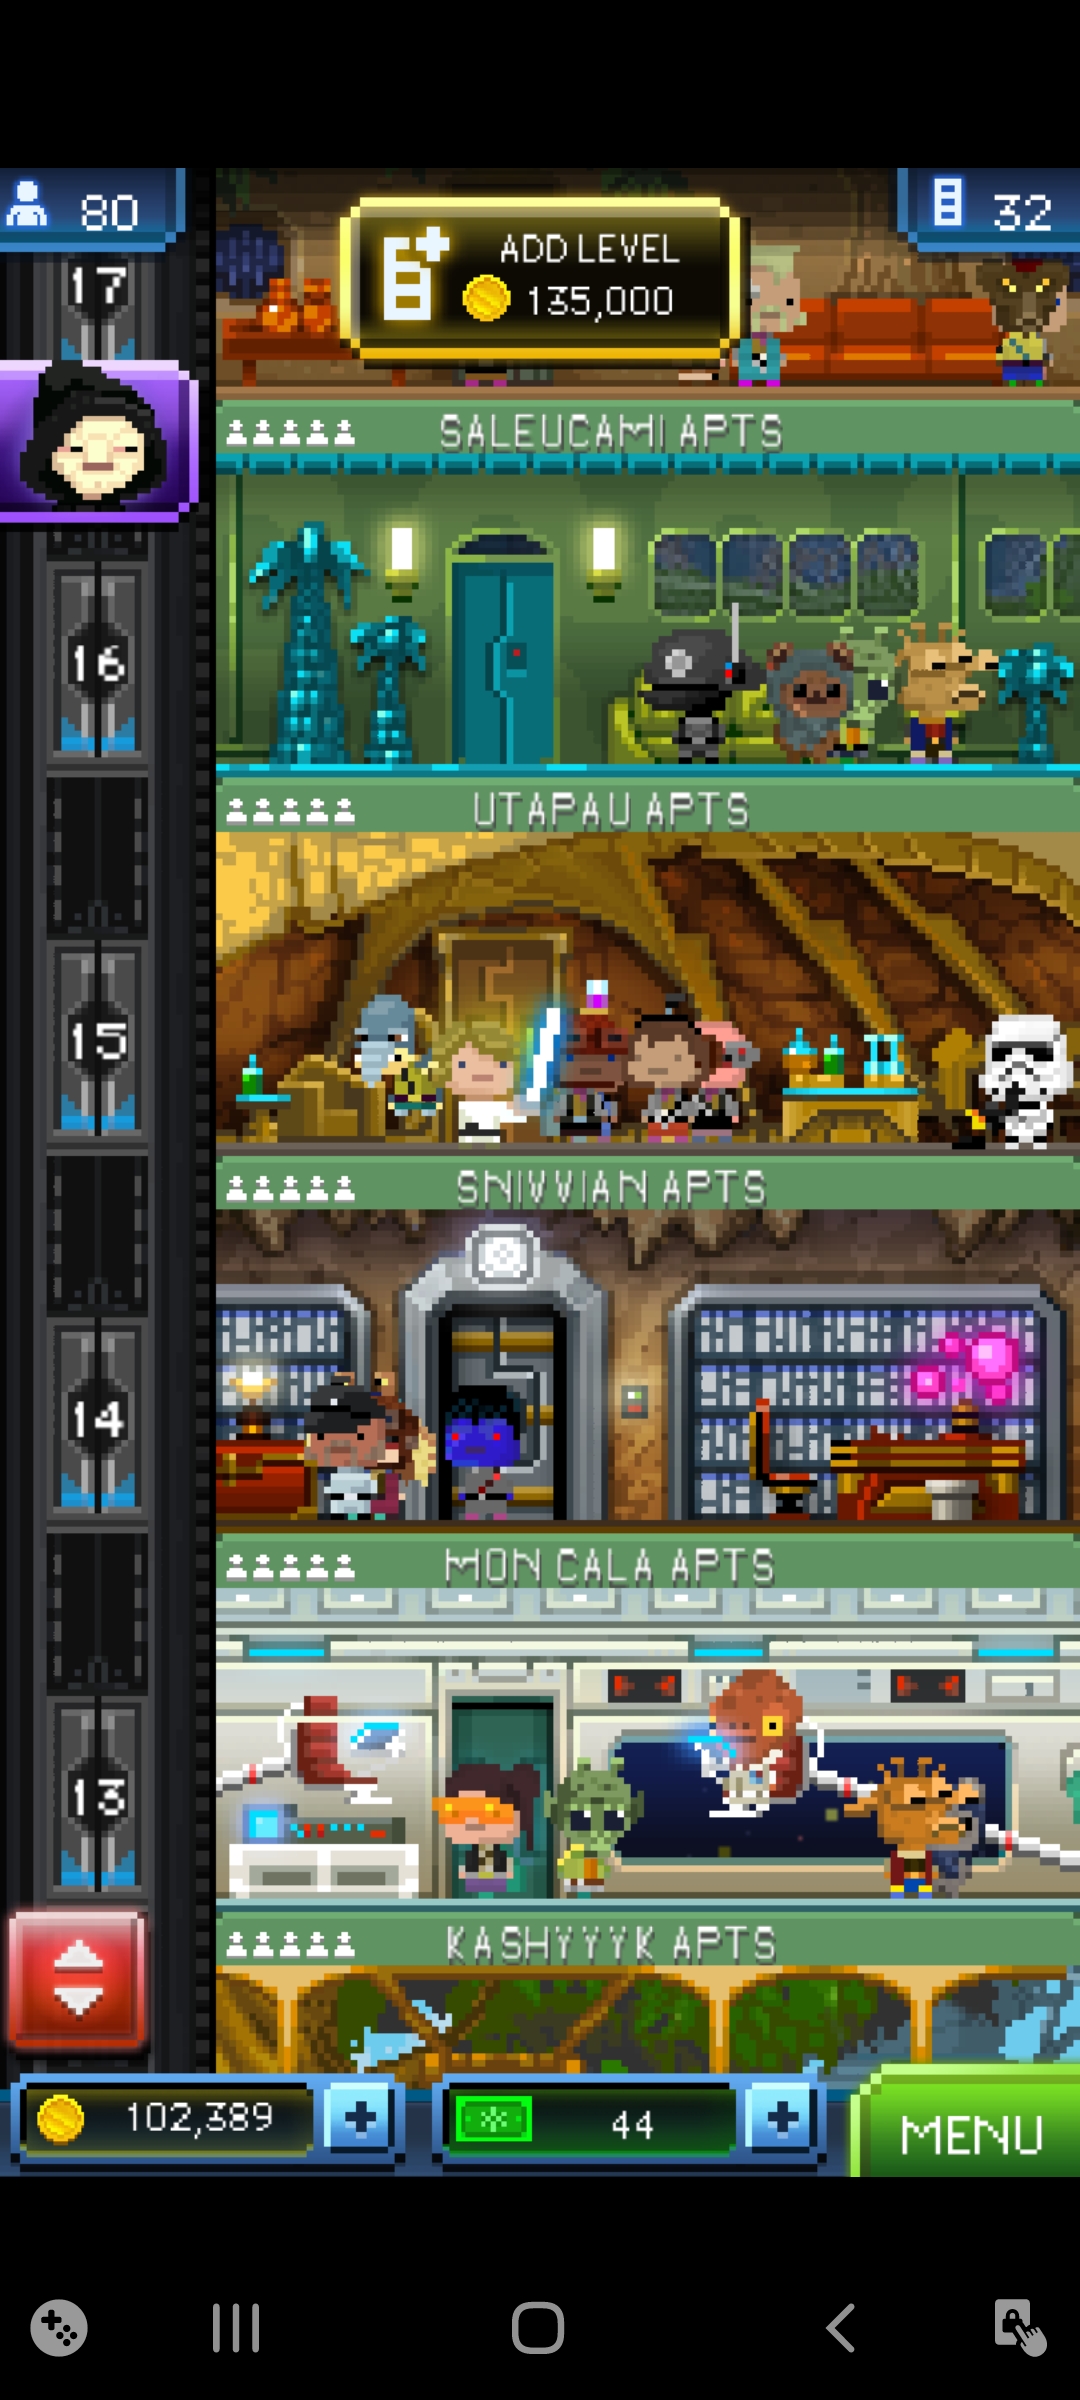 80
ADD LEVEL
135,000
32
17
SALEUCAMI APTS
16
UTAPAU APTS
15
SNIVVIAN APTS
14
MON CALA APTS
13
KASHYYYK APTS
102,389
44
MENU